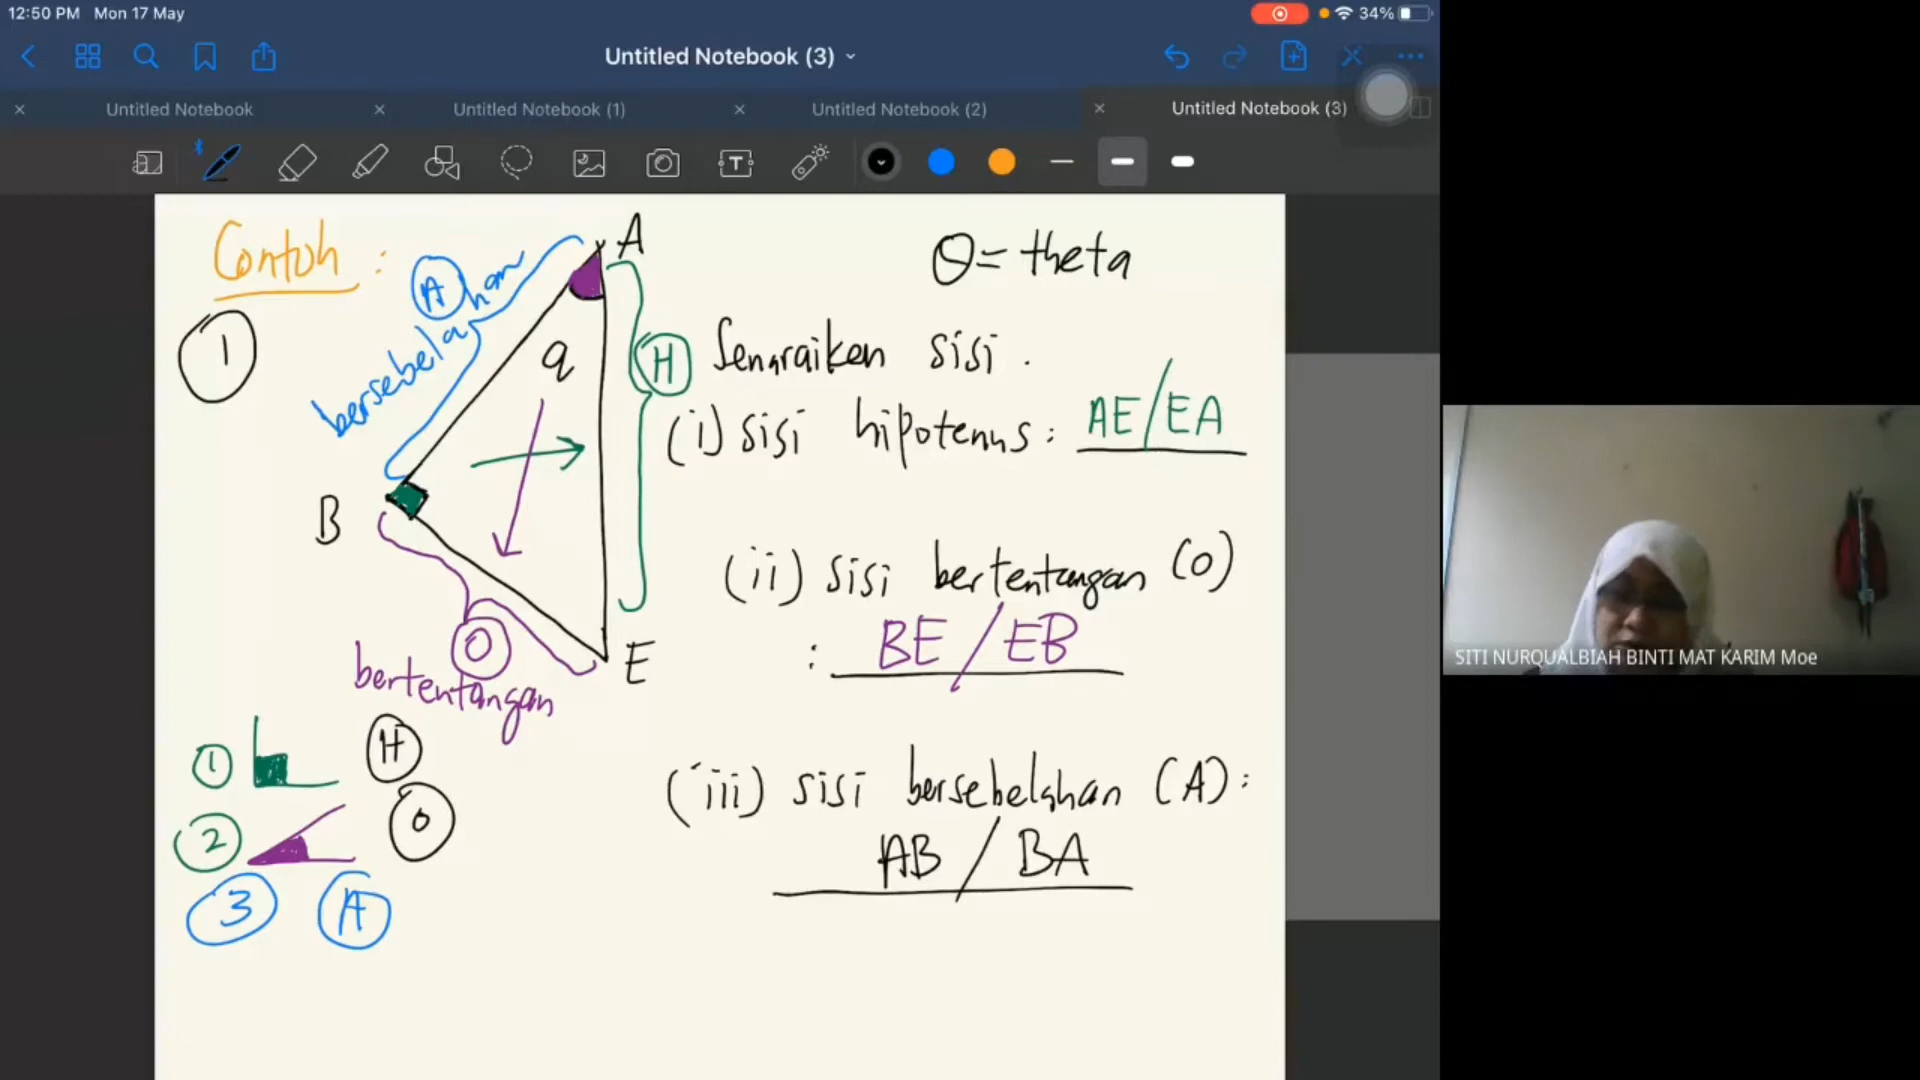 12:50 PM Mon 17 May
34%
Untitled Notebook (3)
Untitled Notebook
Untitled Notebook (1)
Untitled Notebook (2)
Untitled Notebook (3)
T
Contoh :
1
A
θ = theta
A
bersebelahan
q
H
Senaraikan sisi.
(i) sisi hipotenus : AE/EA
B
(ii) sisi bertentangan (O)
: BE / EB
E
O
bertentangan
1 H
2 O
3 A
(iii) sisi bersebelahan (A) :
AB / BA
SITI NURQUALBIAH BINTI MAT KARIM Moe